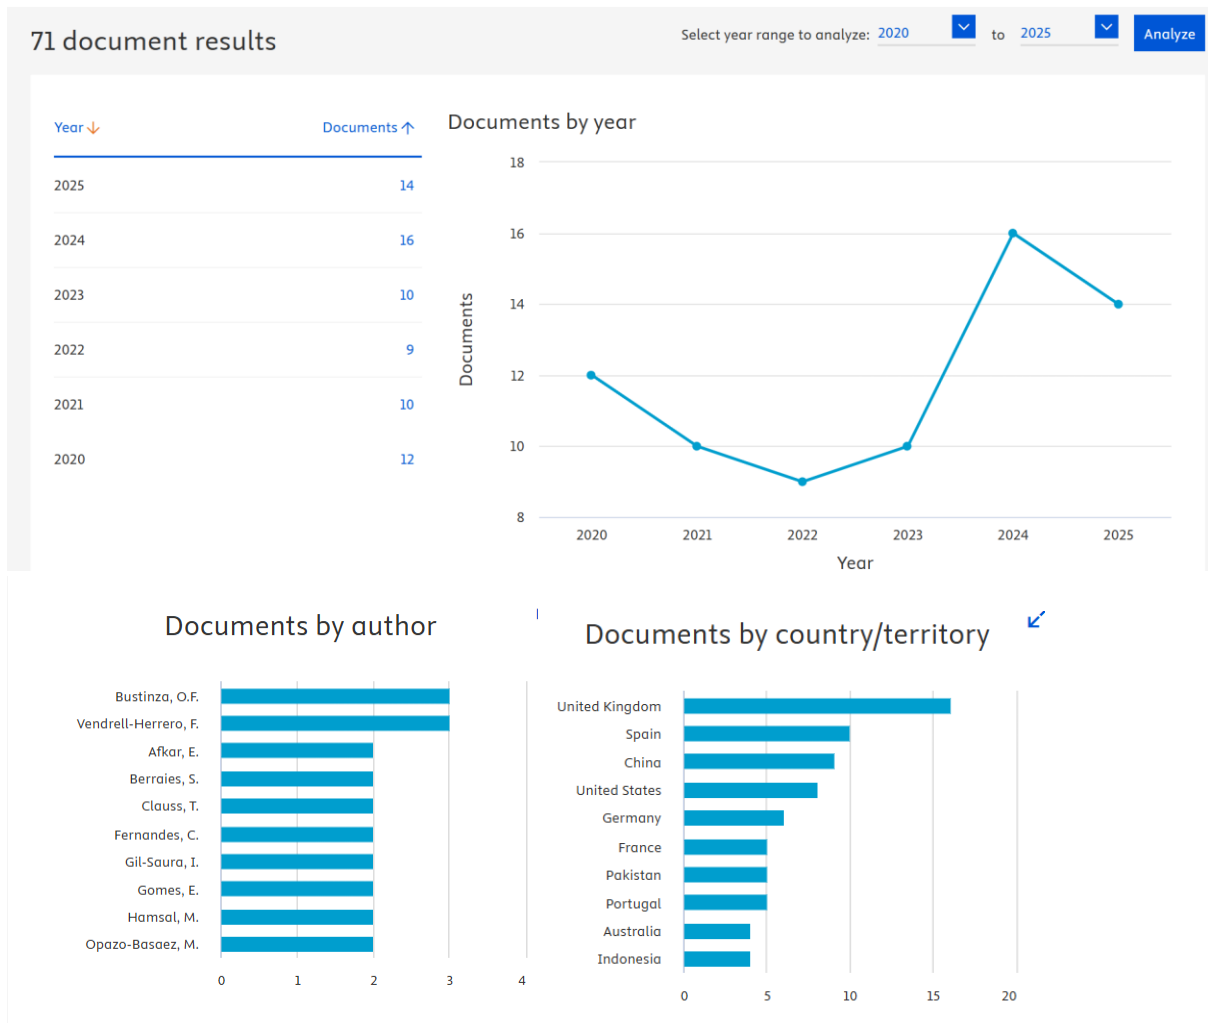 71 document results
Select year range to analyze: 2020 to 2025 Analyze
Year Documents
2025 14
2024 16
2023 10
2022 9
2021 10
2020 12
Documents by year
18
16
14
12
10
8
Documents
2020 2021 2022 2023 2024 2025
Year
Documents by author
Bustinza, O.F.
Vendrell-Herrero, F.
Afkar, E.
Berraies, S.
Clauss, T.
Fernandes, C.
Gil-Saura, I.
Gomes, E.
Hamsal, M.
Opazo-Basaez, M.
0 1 2 3 4
Documents by country/territory
United Kingdom
Spain
China
United States
Germany
France
Pakistan
Portugal
Australia
Indonesia
0 5 10 15 20